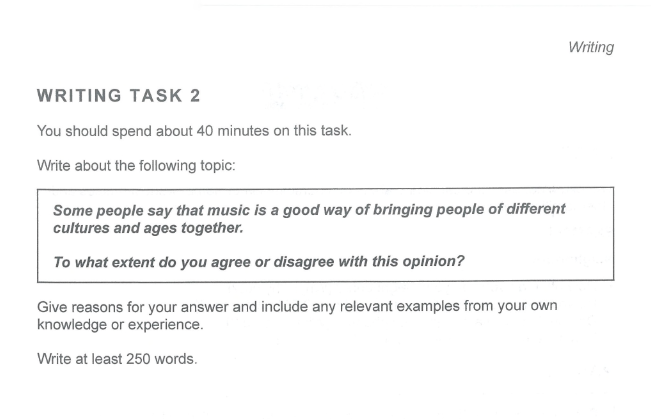 Writing
WRITING TASK 2
You should spend about 40 minutes on this task.
Write about the following topic:
Some people say that music is a good way of bringing people of different
cultures and ages together.
To what extent do you agree or disagree with this opinion?
Give reasons for your answer and include any relevant examples from your own
knowledge or experience.
Write at least 250 words.